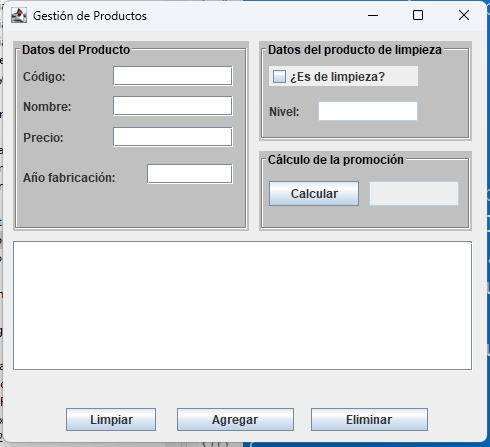 Gestión de Productos
Datos del Producto
Código:
Nombre:
Precio:
Año fabricación:
Datos del producto de limpieza
¿Es de limpieza?
Nivel:
Cálculo de la promoción
Calcular
Limpiar
Agregar
Eliminar